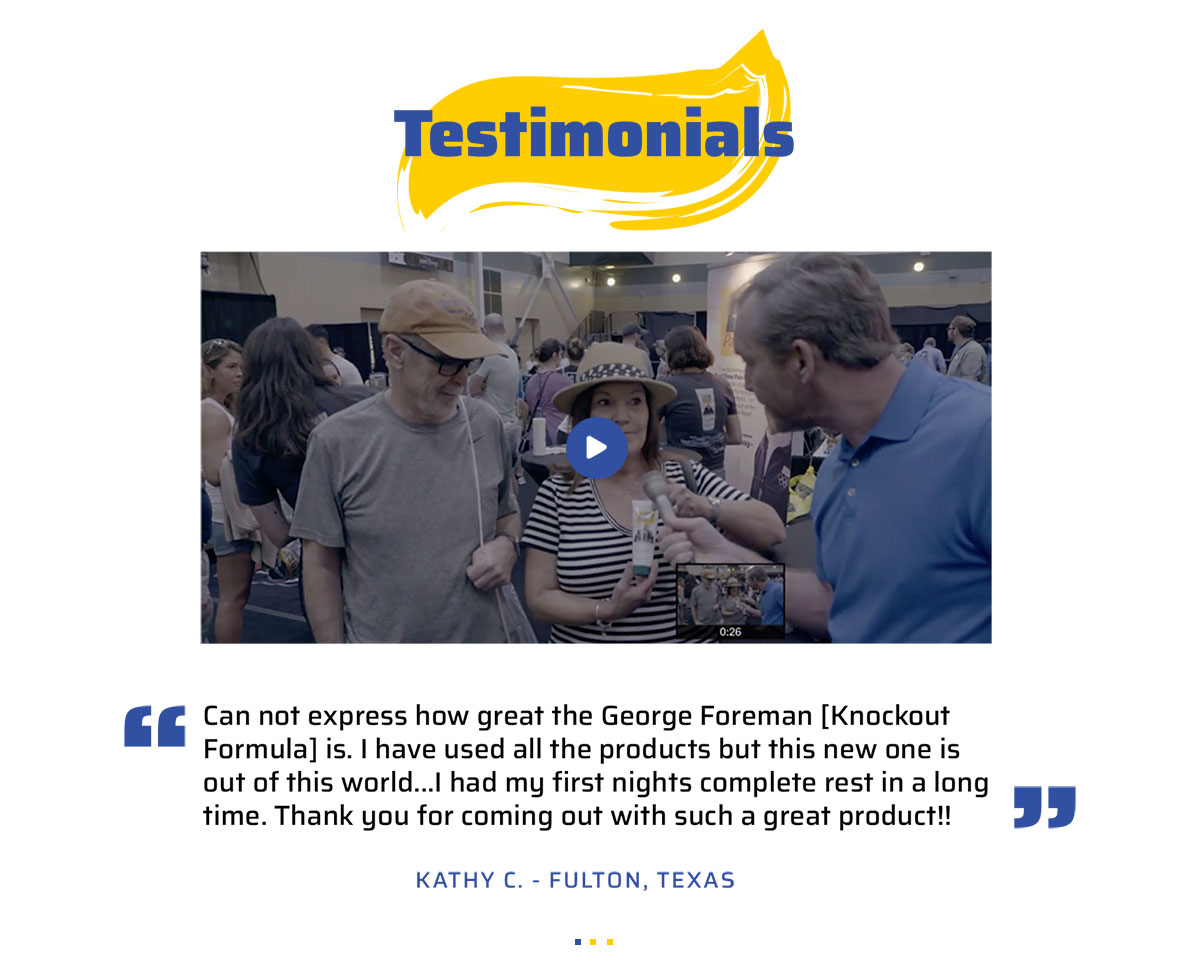 Testimonials
0:26
Can not express how great the George Foreman [Knockout
Formula] is. I have used all the products but this new one is
out of this world...I had my first nights complete rest in a long
time. Thank you for coming out with such a great product!!
KATHY C. - FULTON, TEXAS